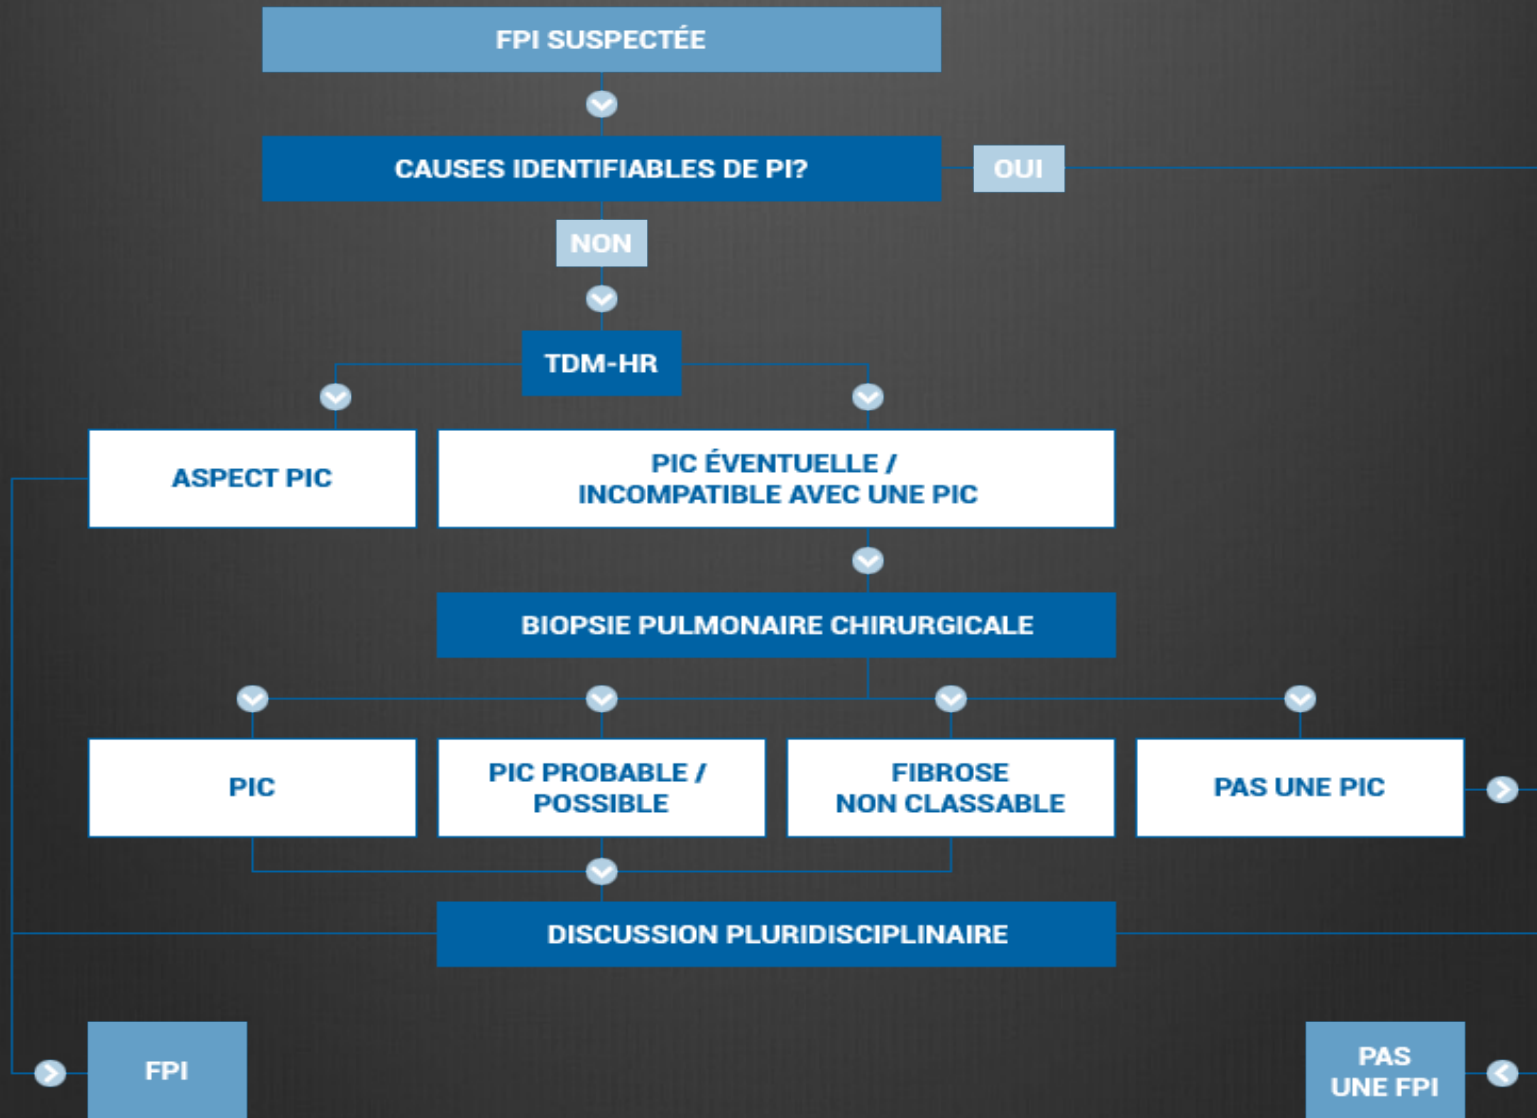 FPI SUSPECTÉE
CAUSES IDENTIFIABLES DE PI?
OUI
NON
TDM-HR
ASPECT PIC
PIC ÉVENTUELLE /
INCOMPATIBLE AVEC UNE PIC
BIOPSIE PULMONAIRE CHIRURGICALE
PIC
PIC PROBABLE /
POSSIBLE
FIBROSE
NON CLASSABLE
PAS UNE PIC
DISCUSSION PLURIDISCIPLINAIRE
FPI
PAS
UNE FPI